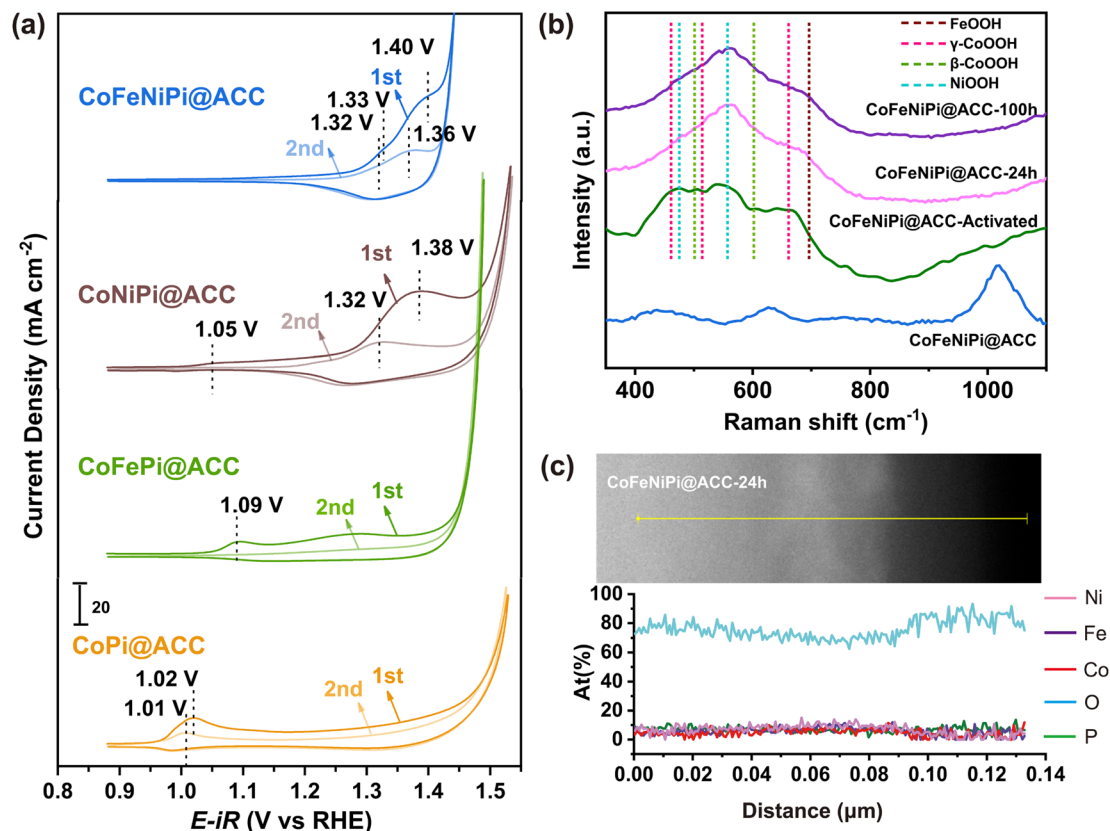 (a)
CoFeNiPi@ACC
1.40 V
1st
1.33 V
1.32 V
1.36 V
2nd
CoNiPi@ACC
1st
1.38 V
1.32 V
1.05 V
2nd
CoFePi@ACC
1.09 V
2nd
1st
20
CoPi@ACC
1.02 V
1.01 V
2nd
1st
Current Density (mA cm-2)
0.8 0.9 1.0 1.1 1.2 1.3 1.4 1.5
E-iR (V vs RHE)
(b)
FeOOH
γ-CoOOH
β-CoOOH
NiOOH
CoFeNiPi@ACC-100h
CoFeNiPi@ACC-24h
CoFeNiPi@ACC-Activated
CoFeNiPi@ACC
Intensity (a.u.)
400 600 800 1000
Raman shift (cm-1)
(c)
CoFeNiPi@ACC-24h
100
80
60
40
20
0
At(%)
Ni
Fe
Co
O
P
0.00 0.02 0.04 0.06 0.08 0.10 0.12 0.14
Distance (μm)